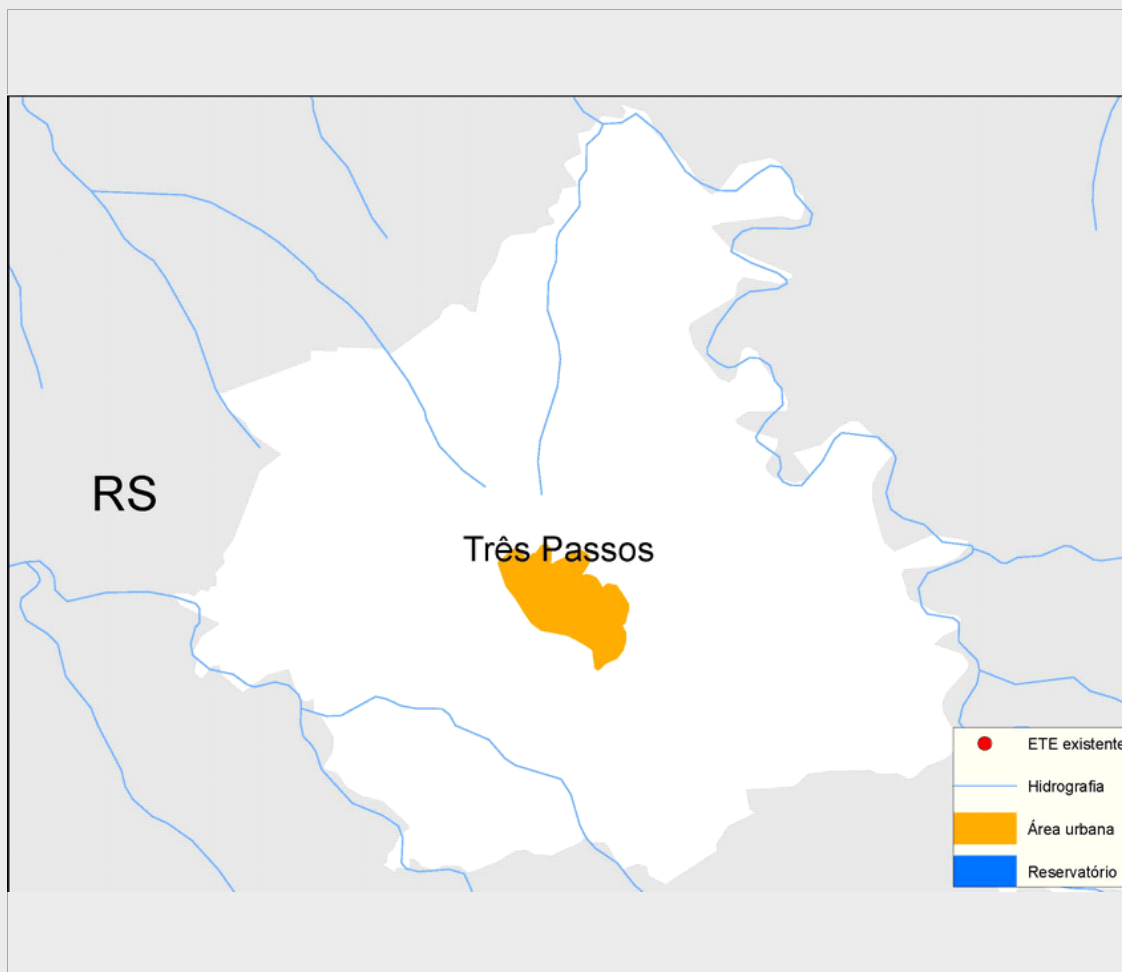 RS
Três Passos
ETE existente
Hidrografia
Área urbana
Reservatório